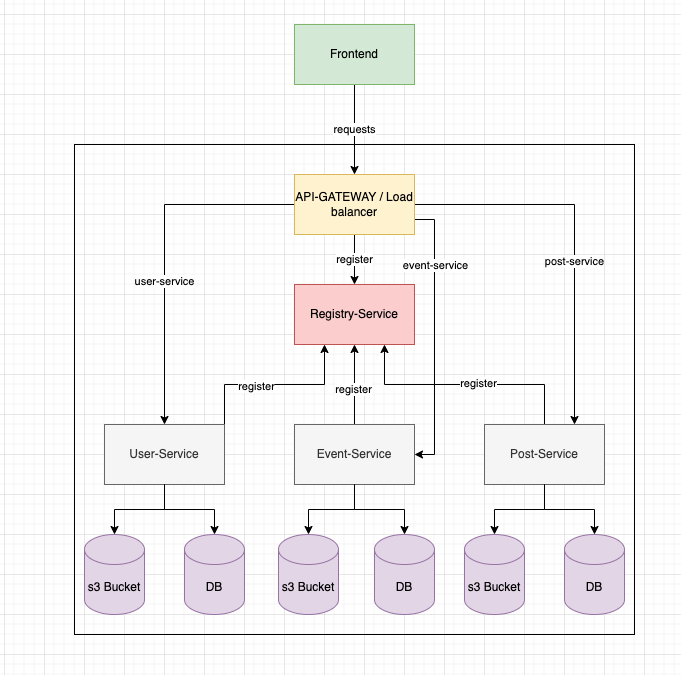 Frontend
requests
API-GATEWAY / Load
balancer
register
event-service
post-service
user-service
Registry-Service
register
register
register
User-Service
Event-Service
Post-Service
s3 Bucket
DB
s3 Bucket
DB
s3 Bucket
DB